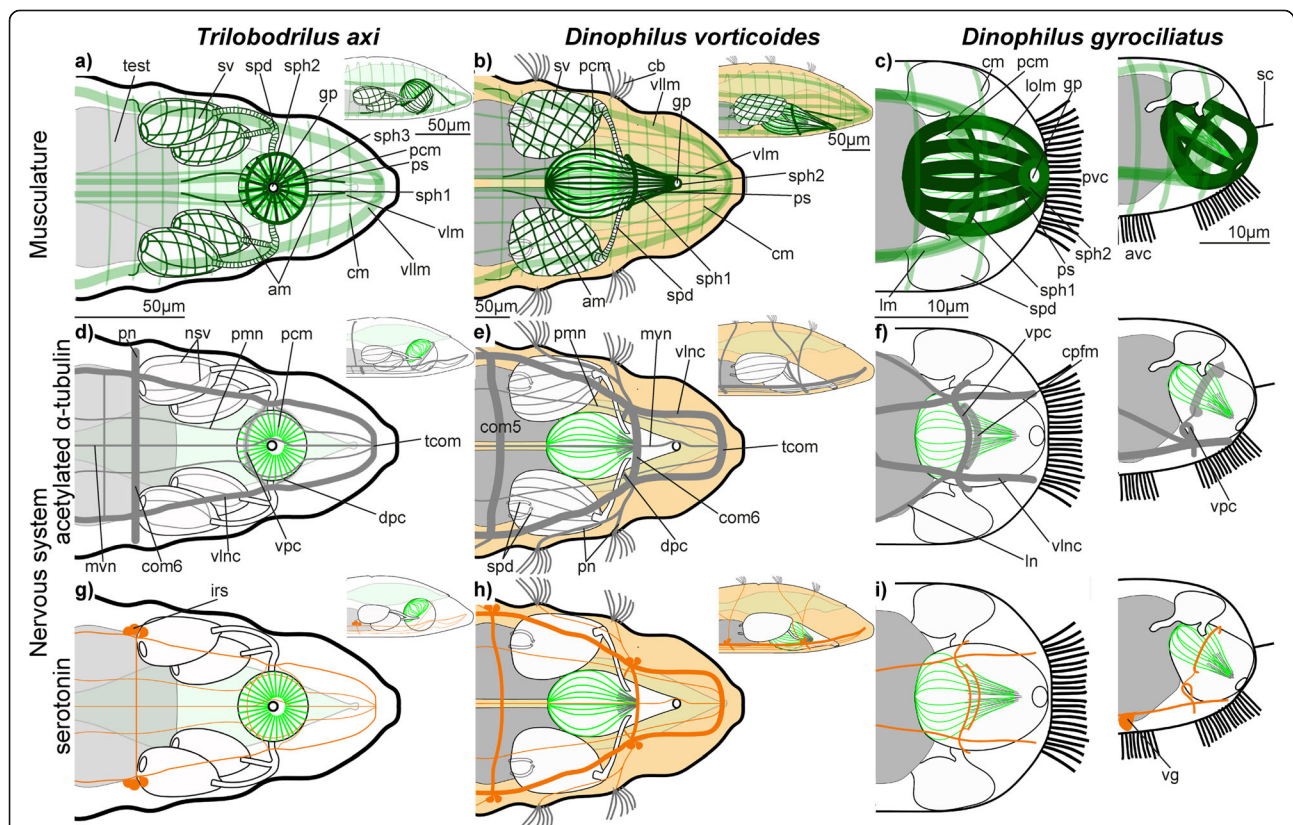 Trilobodrilus axi
Dinophilus vorticoides
Dinophilus gyrociliatus
Musculature
a)
test
sv
spd
sph2
gp
sph3
pcm
ps
sph1
vlm
vllm
cm
am
50µm
50µm
b)
sv
pcm
cb
vllm
gp
vlm
sph2
ps
cm
sph1
spd
am
50µm
50µm
c)
cm
pcm
lolm
gp
sc
pvc
avc
sph2
ps
sph1
spd
lm
10µm
10µm
Nervous system
acetylated α-tubulin
d)
pn
nsv
pmn
pcm
tcom
dpc
vpc
vlnc
com6
mvn
e)
pmn
mvn
vlnc
com5
tcom
com6
dpc
pn
spd
f)
vpc
cpfm
vpc
vlnc
ln
serotonin
g)
irs
h)
i)
vg